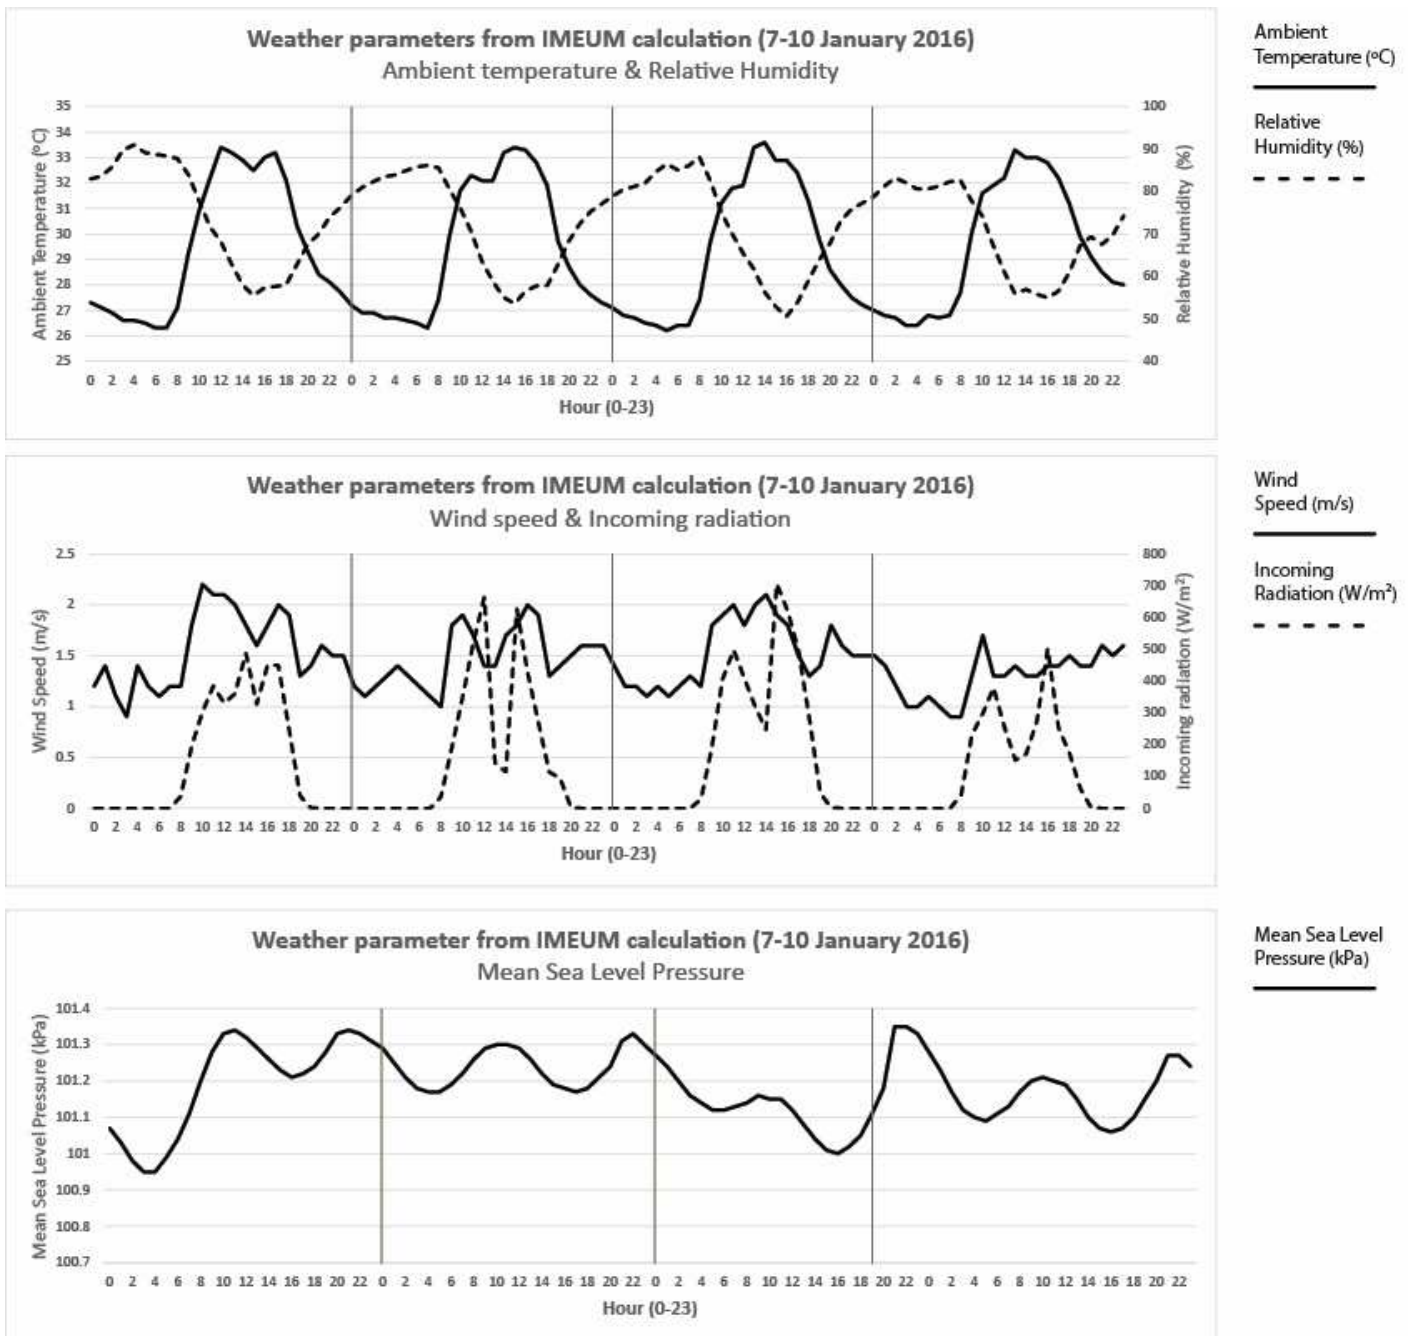 Weather parameters from IMEUM calculation (7-10 January 2016)
Ambient temperature & Relative Humidity
Ambient Temperature (ºC)
35
34
33
32
31
30
29
28
27
26
25
100
90
80
70
60
50
40
Relative Humidity (%)
0 2 4 6 8 10 12 14 16 18 20 22 0 2 4 6 8 10 12 14 16 18 20 22 0 2 4 6 8 10 12 14 16 18 20 22 0 2 4 6 8 10 12 14 16 18 20 22
Hour (0-23)
Ambient
Temperature (ºC)
Relative
Humidity (%)
Weather parameters from IMEUM calculation (7-10 January 2016)
Wind speed & Incoming radiation
Wind Speed (m/s)
2.5
2
1.5
1
0.5
0
800
700
600
500
400
300
200
100
0
Incoming radiation (W/m²)
0 2 4 6 8 10 12 14 16 18 20 22 0 2 4 6 8 10 12 14 16 18 20 22 0 2 4 6 8 10 12 14 16 18 20 22 0 2 4 6 8 10 12 14 16 18 20 22
Hour (0-23)
Wind
Speed (m/s)
Incoming
Radiation (W/m²)
Weather parameter from IMEUM calculation (7-10 January 2016)
Mean Sea Level Pressure
Mean Sea Level Pressure (kPa)
101.4
101.3
101.2
101.1
101
100.9
100.8
100.7
0 2 4 6 8 10 12 14 16 18 20 22 0 2 4 6 8 10 12 14 16 18 20 22 0 2 4 6 8 10 12 14 16 18 20 22 0 2 4 6 8 10 12 14 16 18 20 22
Hour (0-23)
Mean Sea Level
Pressure (kPa)